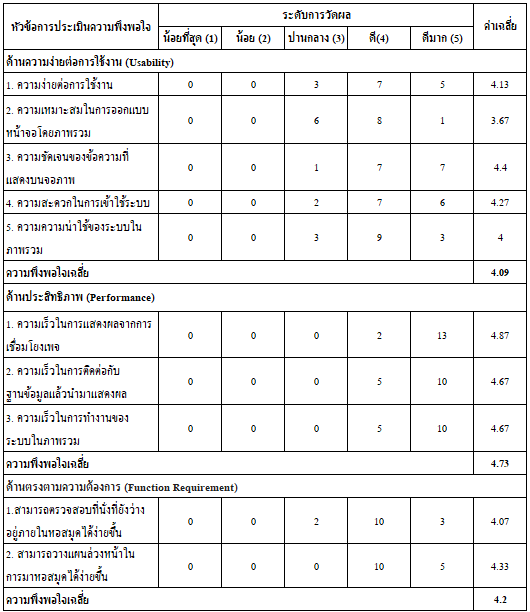 หัวข้อการประเมินความพึงพอใจ ระดับการวัดผล ค่าเฉลี่ย
น้อยที่สุด (1) น้อย (2) ปานกลาง (3) ดี(4) ดีมาก (5)
ด้านความง่ายต่อการใช้งาน (Usability)
1. ความง่ายต่อการใช้งาน 0 0 3 7 5 4.13
2. ความเหมาะสมในการออกแบบ
หน้าจอโดยภาพรวม 0 0 6 8 1 3.67
3. ความชัดเจนของข้อความที่
แสดงบนจอภาพ 0 0 1 7 7 4.4
4. ความสะดวกในการเข้าใช้ระบบ 0 0 2 7 6 4.27
5. ความความน่าใช้ของระบบใน
ภาพรวม 0 0 3 9 3 4
ความพึงพอใจเฉลี่ย 4.09
ด้านประสิทธิภาพ (Performance)
1. ความเร็วในการแสดงผลจากการ
เชื่อมโยงเพจ 0 0 0 2 13 4.87
2. ความเร็วในการติดต่อกับ
ฐานข้อมูลแล้วนำมาแสดงผล 0 0 0 5 10 4.67
3. ความเร็วในการทำงานของ
ระบบในภาพรวม 0 0 0 5 10 4.67
ความพึงพอใจเฉลี่ย 4.73
ด้านตรงตามความต้องการ (Function Requirement)
1.สามารถตรวจสอบที่นั่งที่ยังว่าง
อยู่ภายในหอสมุดได้ง่ายขึ้น 0 0 2 10 3 4.07
2. สามารถวางแผนล่วงหน้าใน
การมาหอสมุดได้ง่ายขึ้น 0 0 0 10 5 4.33
ความพึงพอใจเฉลี่ย 4.2